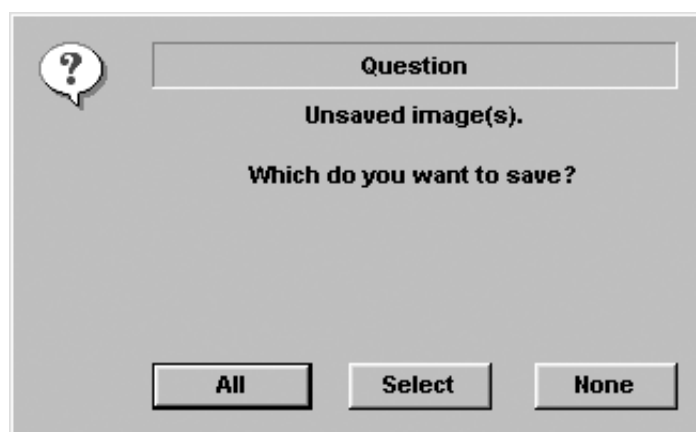 ?
Question
Unsaved image(s).
Which do you want to save?
All Select None